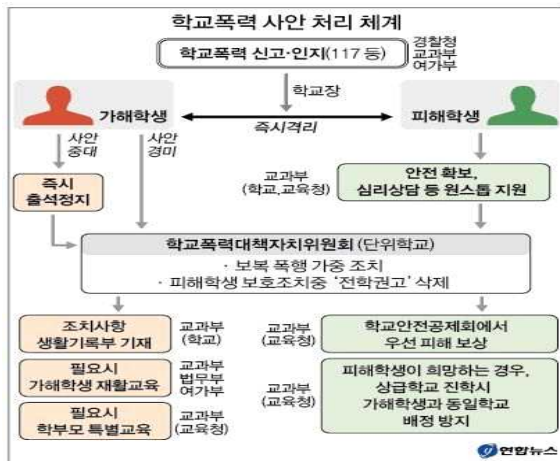 학교폭력 사안 처리 체계
학교폭력 신고·인지(117 등)
경찰청
교과부
여가부
학교장
가해학생
즉시격리
피해학생
사안
중대
사안
경미
즉시
출석정지
교과부
(학교,교육청)
안전 확보,
심리상담 등 원스톱 지원
학교폭력대책자치위원회 (단위학교)
· 보복 폭행 가중 조치
· 피해학생 보호조치중 ‘전학권고’ 삭제
조치사항
생활기록부 기재
교과부
(학교)
교과부
(교육청)
학교안전공제회에서
우선 피해 보상
필요시
가해학생 재활교육
교과부
법무부
여가부
필요시
학부모 특별교육
교과부
(교육청)
교과부
(교육청)
피해학생이 희망하는 경우,
상급학교 진학시
가해학생과 동일학교
배정 방지
연합뉴스